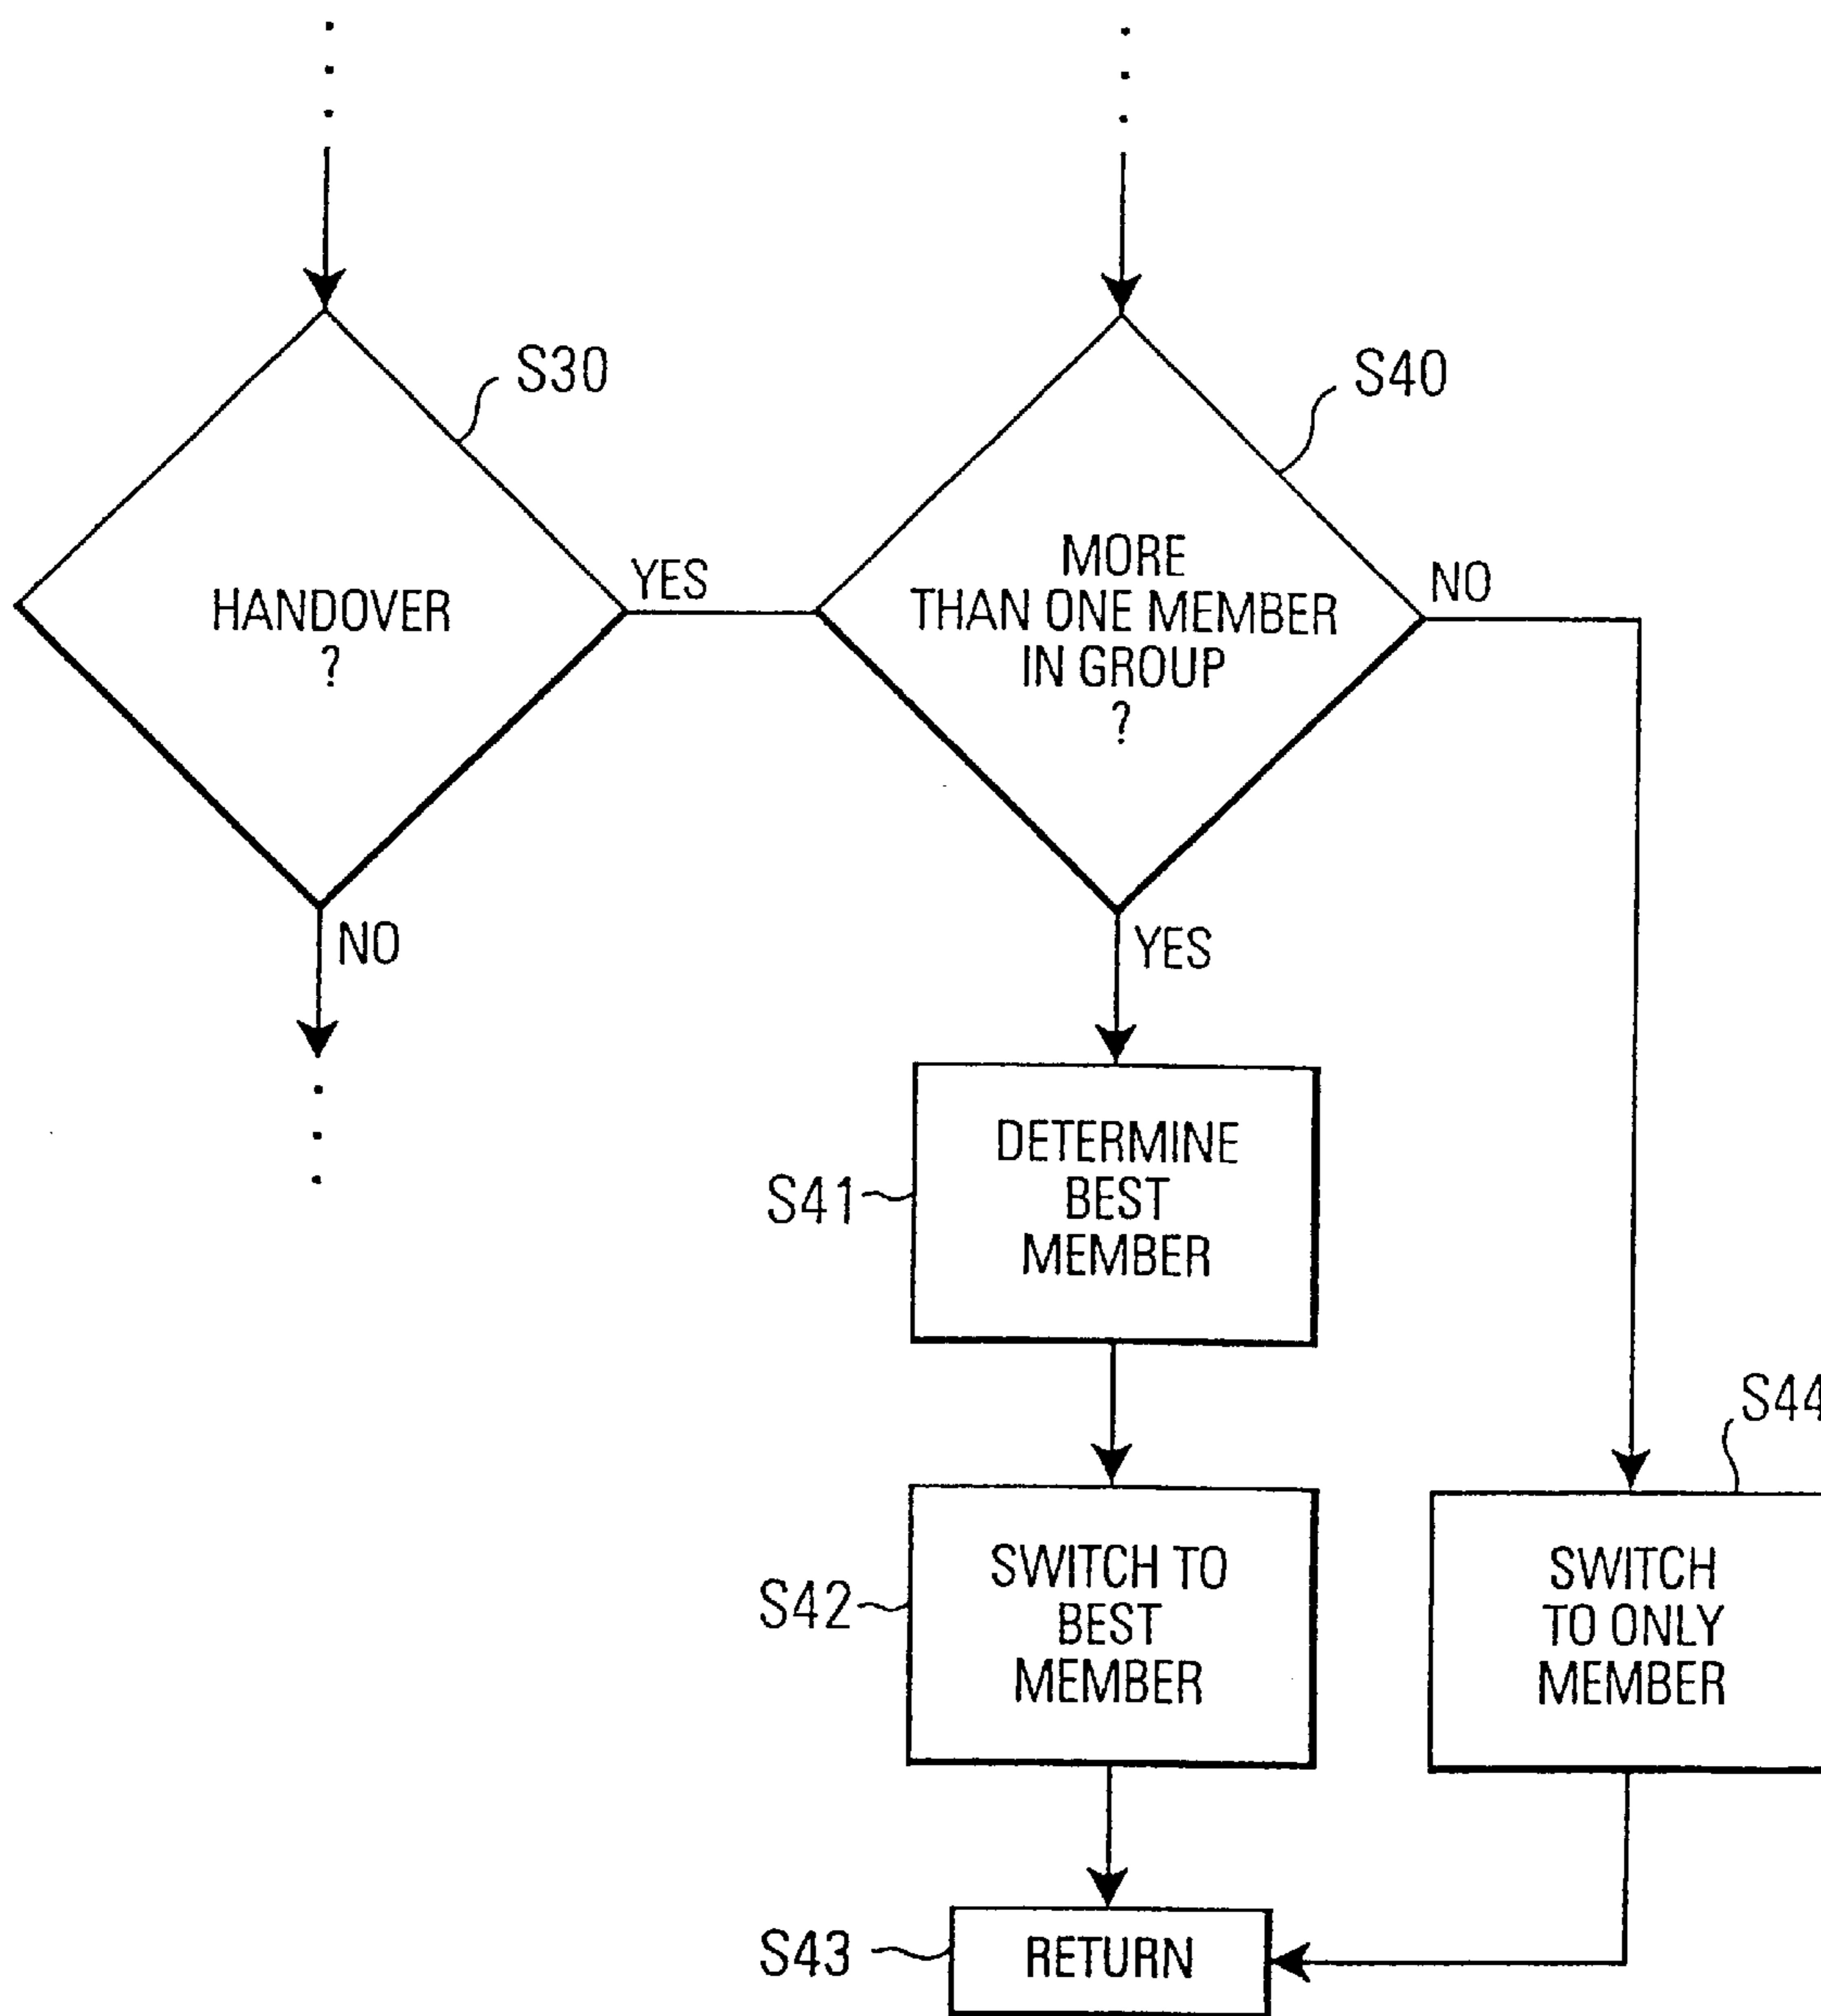 S30
HANDOVER
?
YES
NO
S40
MORE
THAN ONE MEMBER
IN GROUP
?
NO
YES
S41
DETERMINE
BEST
MEMBER
S42
SWITCH TO
BEST
MEMBER
S44
SWITCH
TO ONLY
MEMBER
S43
RETURN